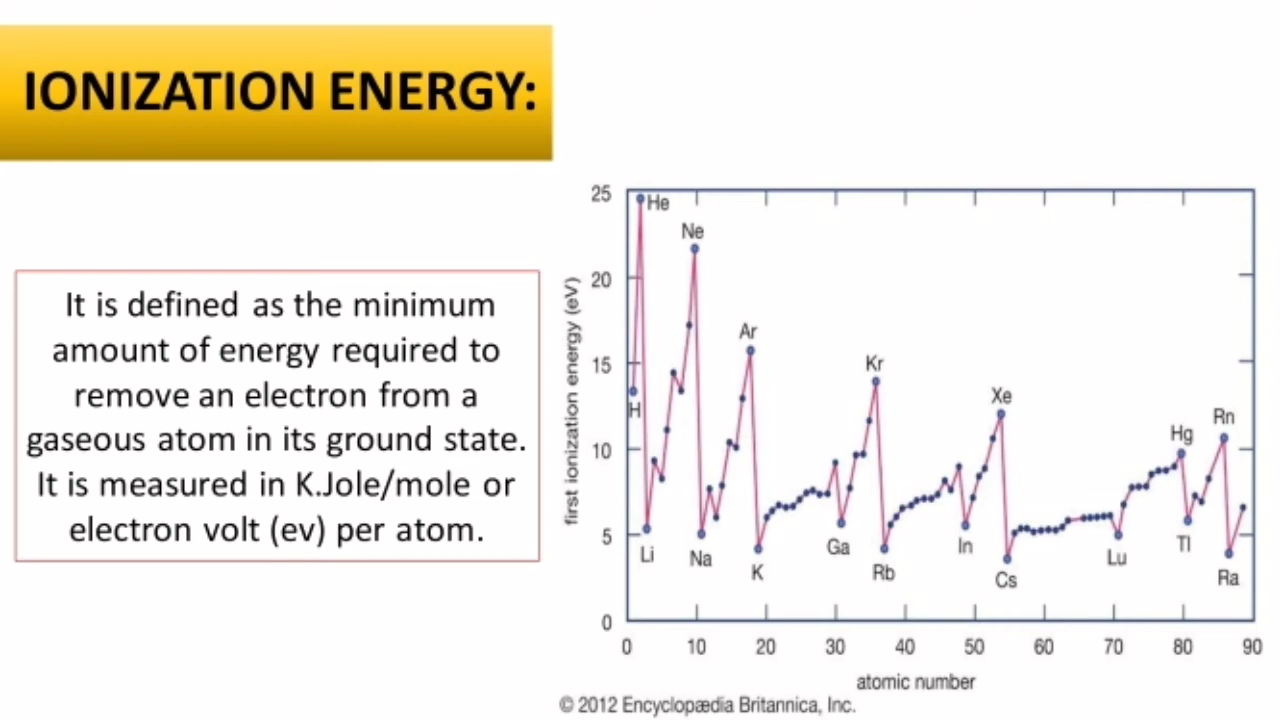 IONIZATION ENERGY:
It is defined as the minimum
amount of energy required to
remove an electron from a
gaseous atom in its ground state.
It is measured in K.Jole/mole or
electron volt (ev) per atom.
first ionization energy (eV)
25
20
15
10
5
0
He
Ne
Ar
Kr
Xe
Hg
Rn
H
Li
Na
K
Ga
Rb
In
Cs
Lu
Tl
Ra
0 10 20 30 40 50 60 70 80 90
atomic number
© 2012 Encyclopædia Britannica, Inc.